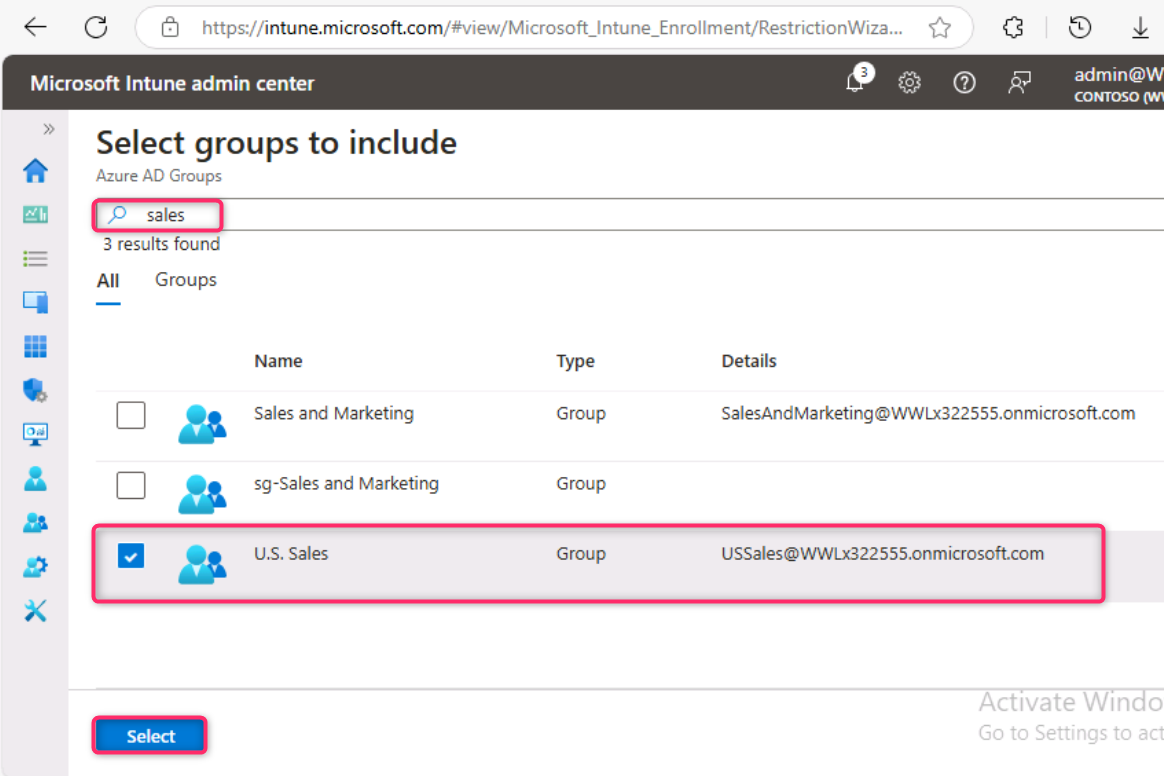 https://intune.microsoft.com/#view/Microsoft_Intune_Enrollment/RestrictionWiza...
Microsoft Intune admin center
3
admin@WW
CONTOSO (WW
Select groups to include
Azure AD Groups
sales
3 results found
All Groups
Name Type Details
Sales and Marketing Group SalesAndMarketing@WWLx322555.onmicrosoft.com
sg-Sales and Marketing Group
U.S. Sales Group USSales@WWLx322555.onmicrosoft.com
Activate Windo
Go to Settings to act
Select